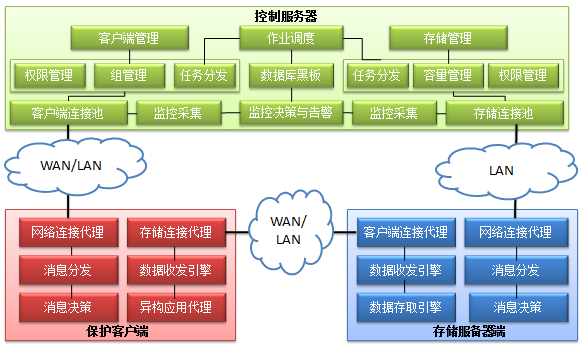 控制服务器
客户端管理
作业调度
存储管理
权限管理
组管理
任务分发
数据库黑板
任务分发
容量管理
权限管理
客户端连接池
监控采集
监控决策与告警
监控采集
存储连接池
WAN/LAN
LAN
WAN/
LAN
网络连接代理
存储连接代理
消息分发
数据收发引擎
消息决策
异构应用代理
保护客户端
客户端连接代理
网络连接代理
数据收发引擎
消息分发
数据存取引擎
消息决策
存储服备器端